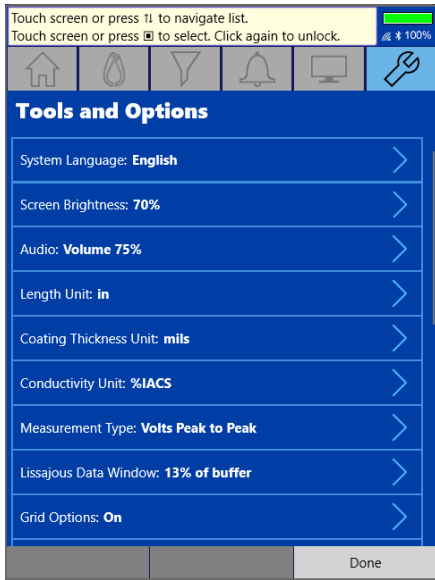 Touch screen or press ↑↓ to navigate list.
Touch screen or press ▣ to select. Click again to unlock.
100%
Tools and Options
System Language: English
Screen Brightness: 70%
Audio: Volume 75%
Length Unit: in
Coating Thickness Unit: mils
Conductivity Unit: %IACS
Measurement Type: Volts Peak to Peak
Lissajous Data Window: 13% of buffer
Grid Options: On
Done